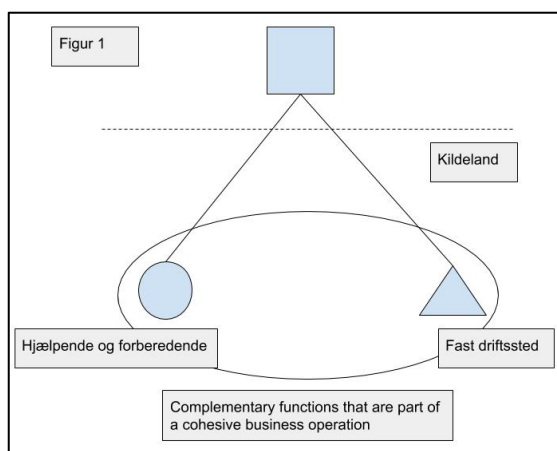 Figur 1
Kildeland
Hjælpende og forberedende
Fast driftssted
Complementary functions that are part of
a cohesive business operation